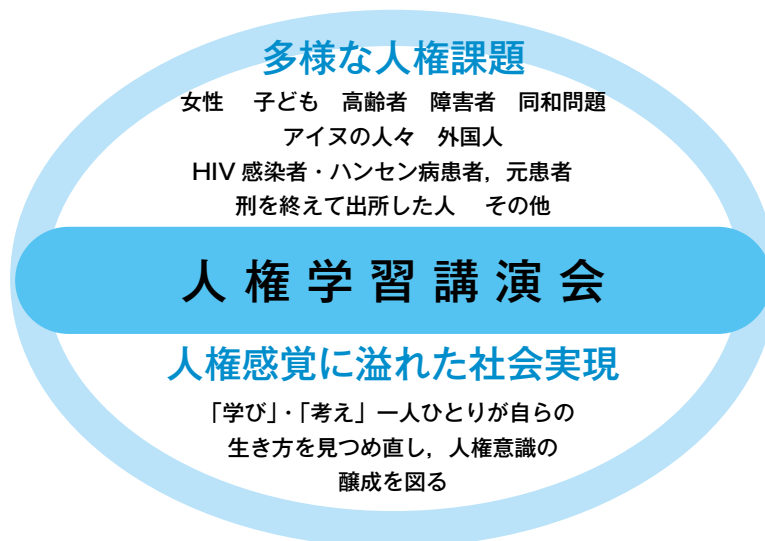 多様な人権課題
女性　子ども　高齢者　障害者　同和問題
アイヌの人々　外国人
HIV 感染者・ハンセン病患者，元患者
刑を終えて出所した人　その他
人権学習講演会
人権感覚に溢れた社会実現
「学び」・「考え」一人ひとりが自らの
生き方を見つめ直し，人権意識の
醸成を図る